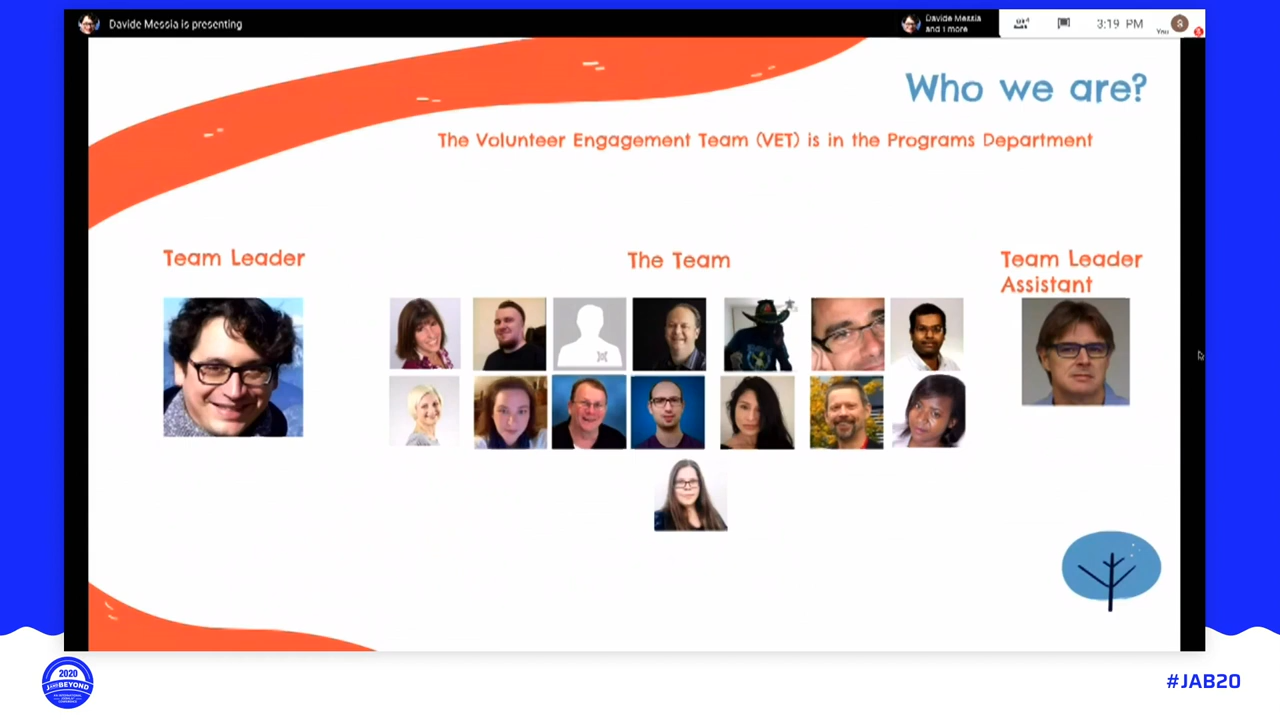 Davide Messia is presenting
Davide Messia
and 1 more
3:19 PM
You
S
Who we are?
The Volunteer Engagement Team (VET) is in the Programs Department
Team Leader
The Team
Team Leader
Assistant
2020
JANDBEYOND
#JAB20